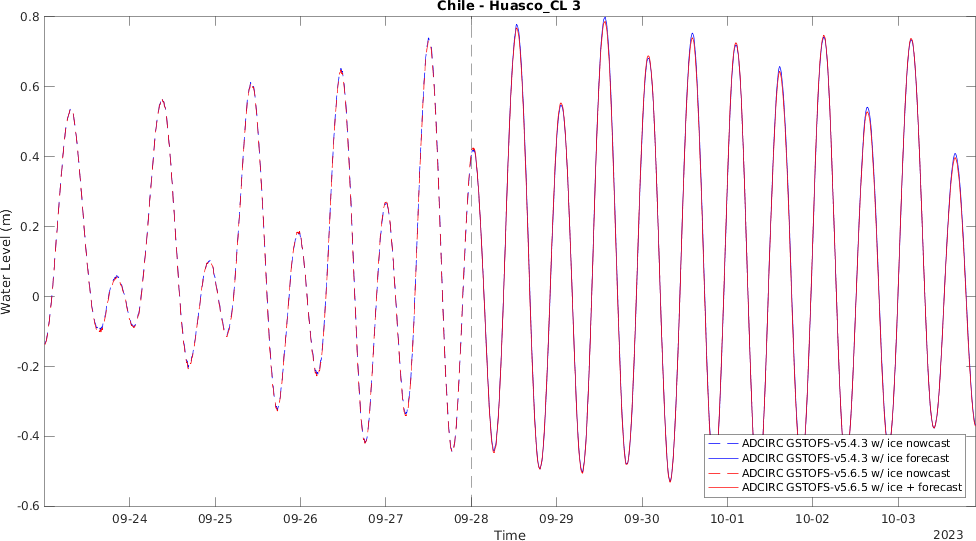 Chile - Huasco_CL 3
0.8
0.6
0.4
0.2
0
-0.2
-0.4
-0.6
Water Level (m)
ADCIRC GSTOFS-v5.4.3 w/ ice nowcast
ADCIRC GSTOFS-v5.4.3 w/ ice forecast
ADCIRC GSTOFS-v5.6.5 w/ ice nowcast
ADCIRC GSTOFS-v5.6.5 w/ ice + forecast
09-24 09-25 09-26 09-27 09-28 09-29 09-30 10-01 10-02 10-03
Time
2023